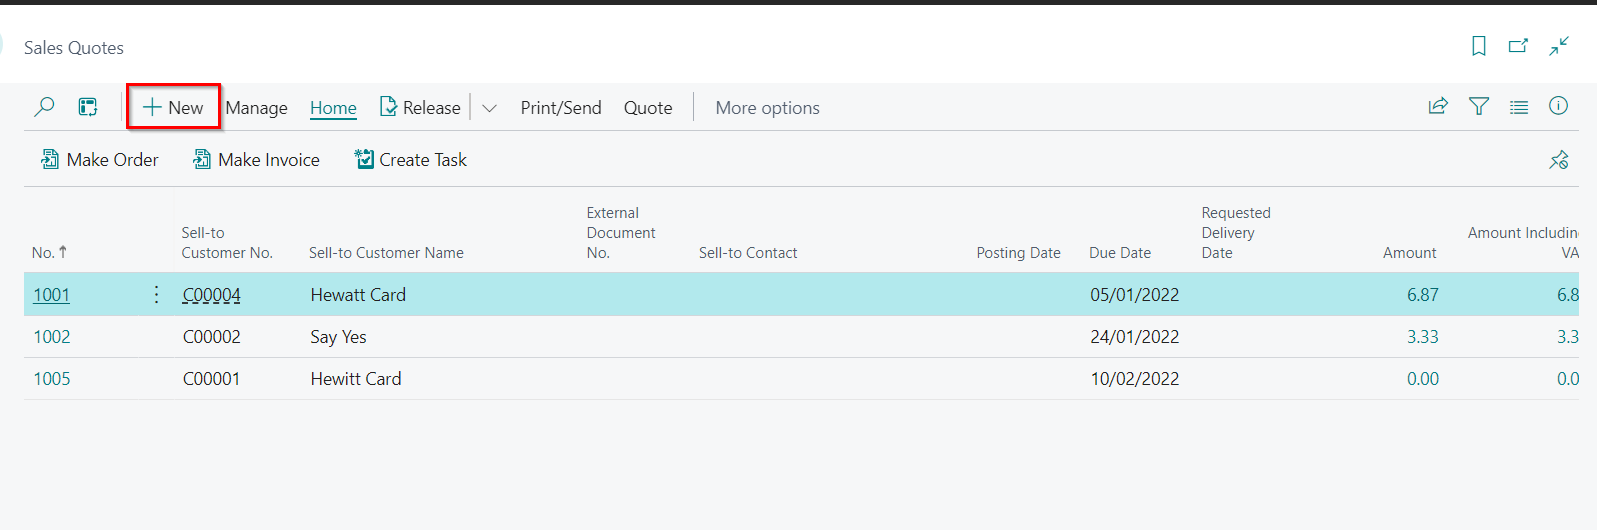 Sales Quotes
New Manage Home Release Print/Send Quote More options
Make Order Make Invoice Create Task
No. ↑ Sell-to Customer No. Sell-to Customer Name External Document No. Sell-to Contact Posting Date Due Date Requested Delivery Date Amount Amount Includin VA
1001 C00004 Hewatt Card 05/01/2022 6.87 6.8
1002 C00002 Say Yes 24/01/2022 3.33 3.3
1005 C00001 Hewitt Card 10/02/2022 0.00 0.0